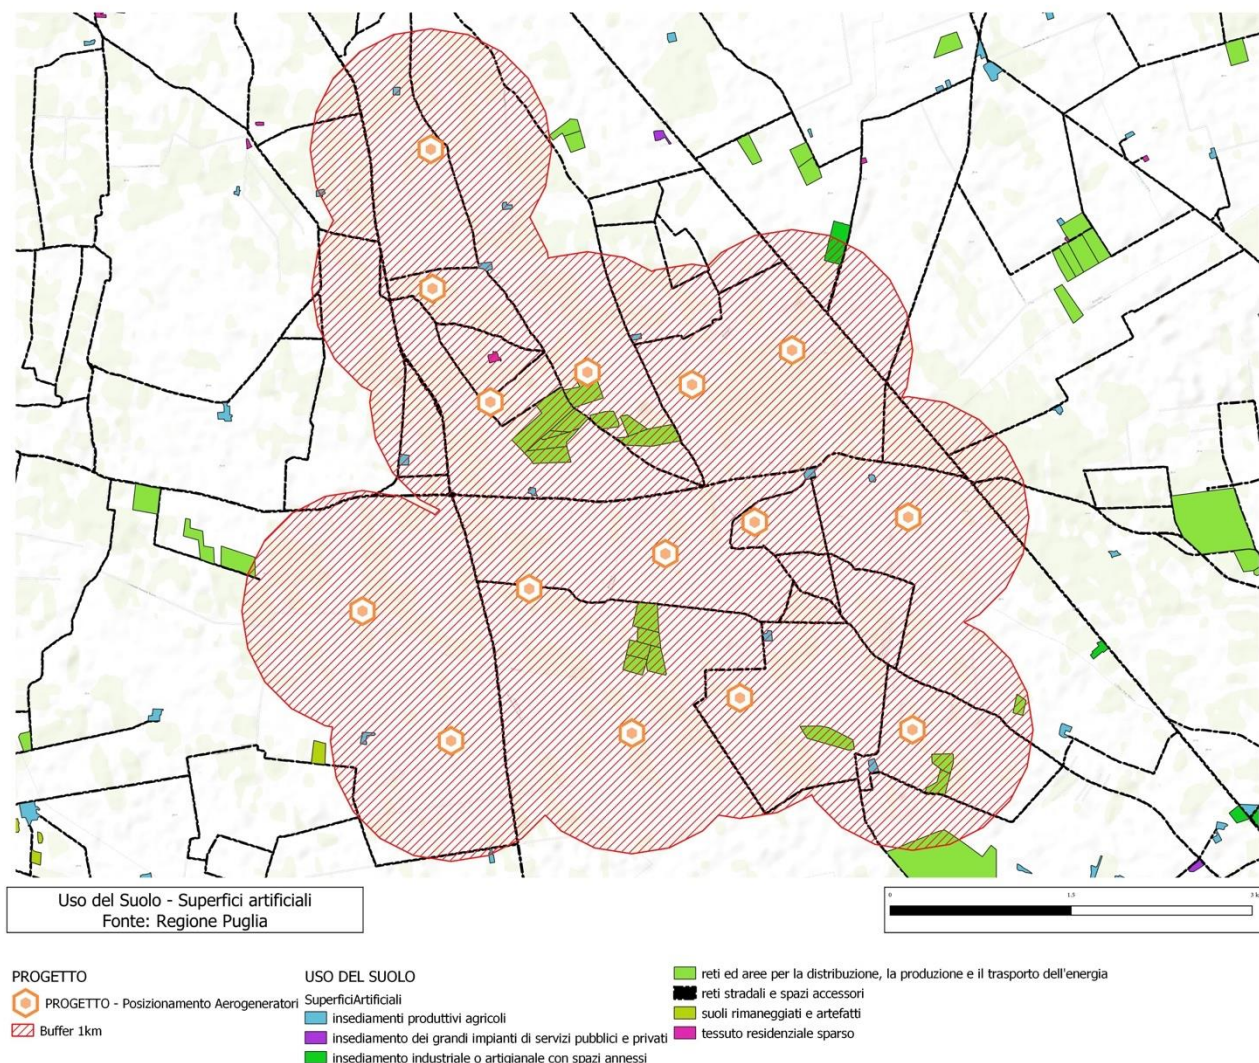 Uso del Suolo - Superfici artificiali
Fonte: Regione Puglia
0 1.5 3 k
PROGETTO
PROGETTO - Posizionamento Aerogeneratori
Buffer 1km
USO DEL SUOLO
SuperficiArtificiali
insediamenti produttivi agricoli
insediamento dei grandi impianti di servizi pubblici e privati
insediamento industriale o artigianale con spazi annessi
reti ed aree per la distribuzione, la produzione e il trasporto dell'energia
reti stradali e spazi accessori
suoli rimaneggiati e artefatti
tessuto residenziale sparso